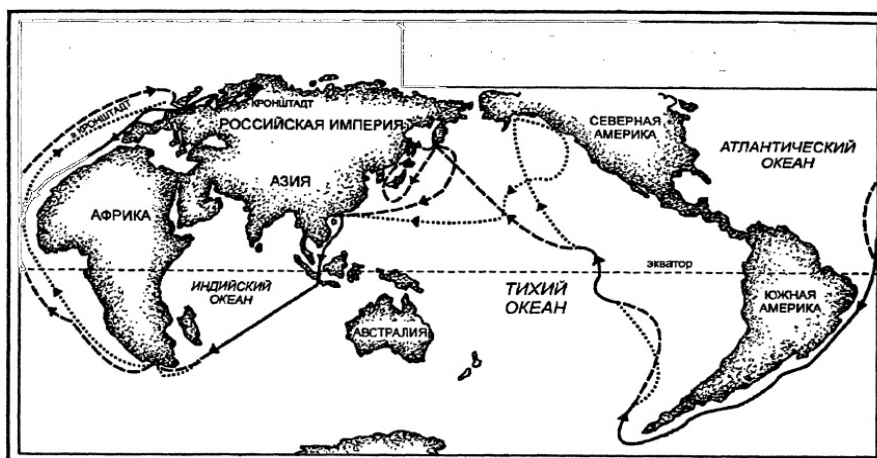 КРОНШТАДТ
В КРОНШТАДТ
РОССИЙСКАЯ ИМПЕРИЯ
СЕВЕРНАЯ
АМЕРИКА
АТЛАНТИЧЕСКИЙ
ОКЕАН
АЗИЯ
АФРИКА
экватор
ИНДИЙСКИЙ
ОКЕАН
ТИХИЙ
ОКЕАН
ЮЖНАЯ
АМЕРИКА
АВСТРАЛИЯ